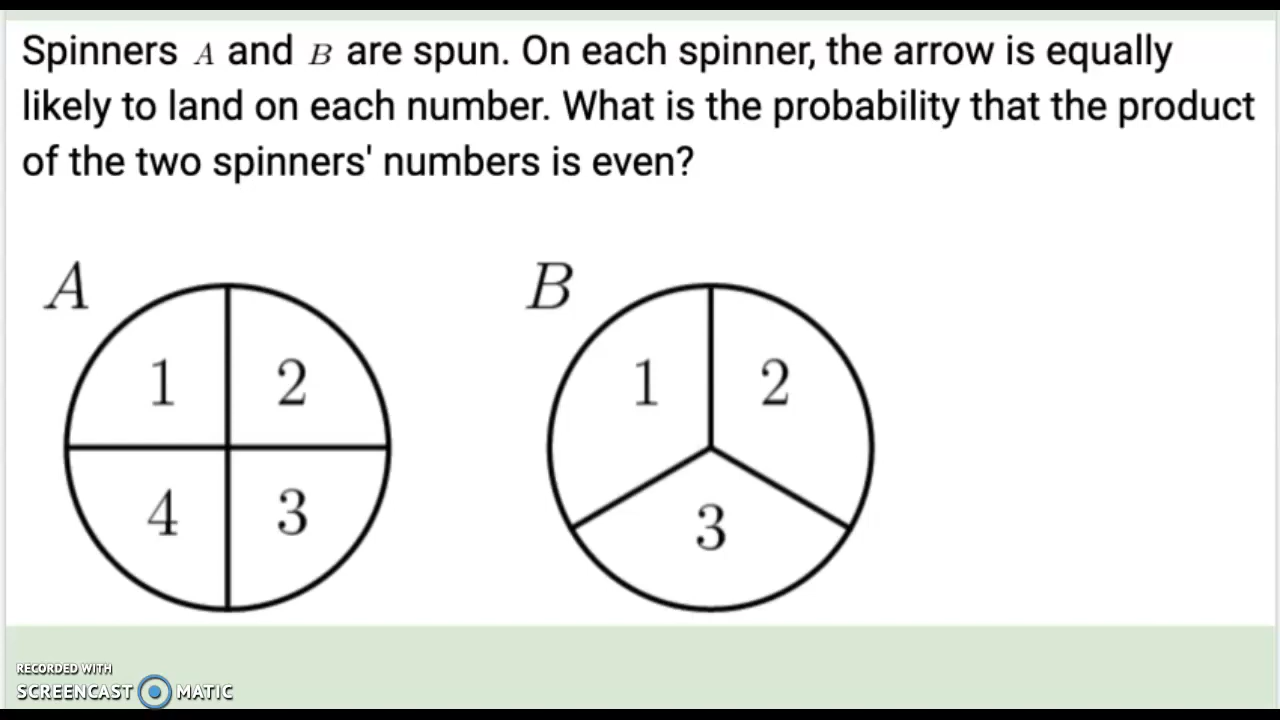 Spinners A and B are spun. On each spinner, the arrow is equally
likely to land on each number. What is the probability that the product
of the two spinners' numbers is even?
A
1 2
4 3
B
1 2
3
RECORDED WITH
SCREENCAST MATIC